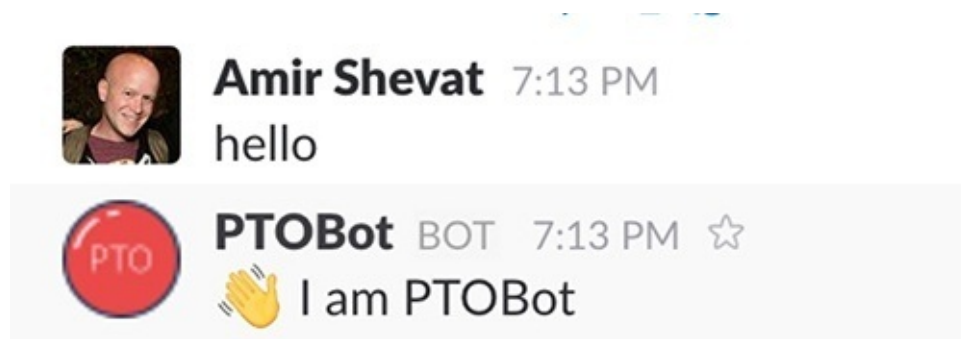 Amir Shevat 7:13 PM
hello
PTOBot BOT 7:13 PM ☆
PTO
👋 I am PTOBot